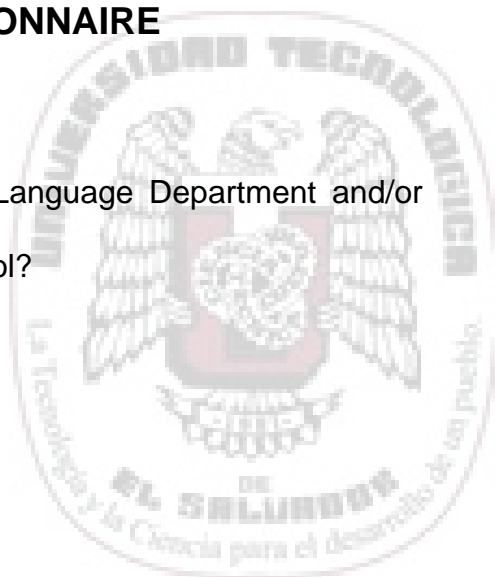 ONNAIRE
UNIVERSIDAD TECNOLOGICA
Language Department and/or
ol?
La Tecnología y la Ciencia para el desarrollo de un pueblo.
DE
EL SALVADOR